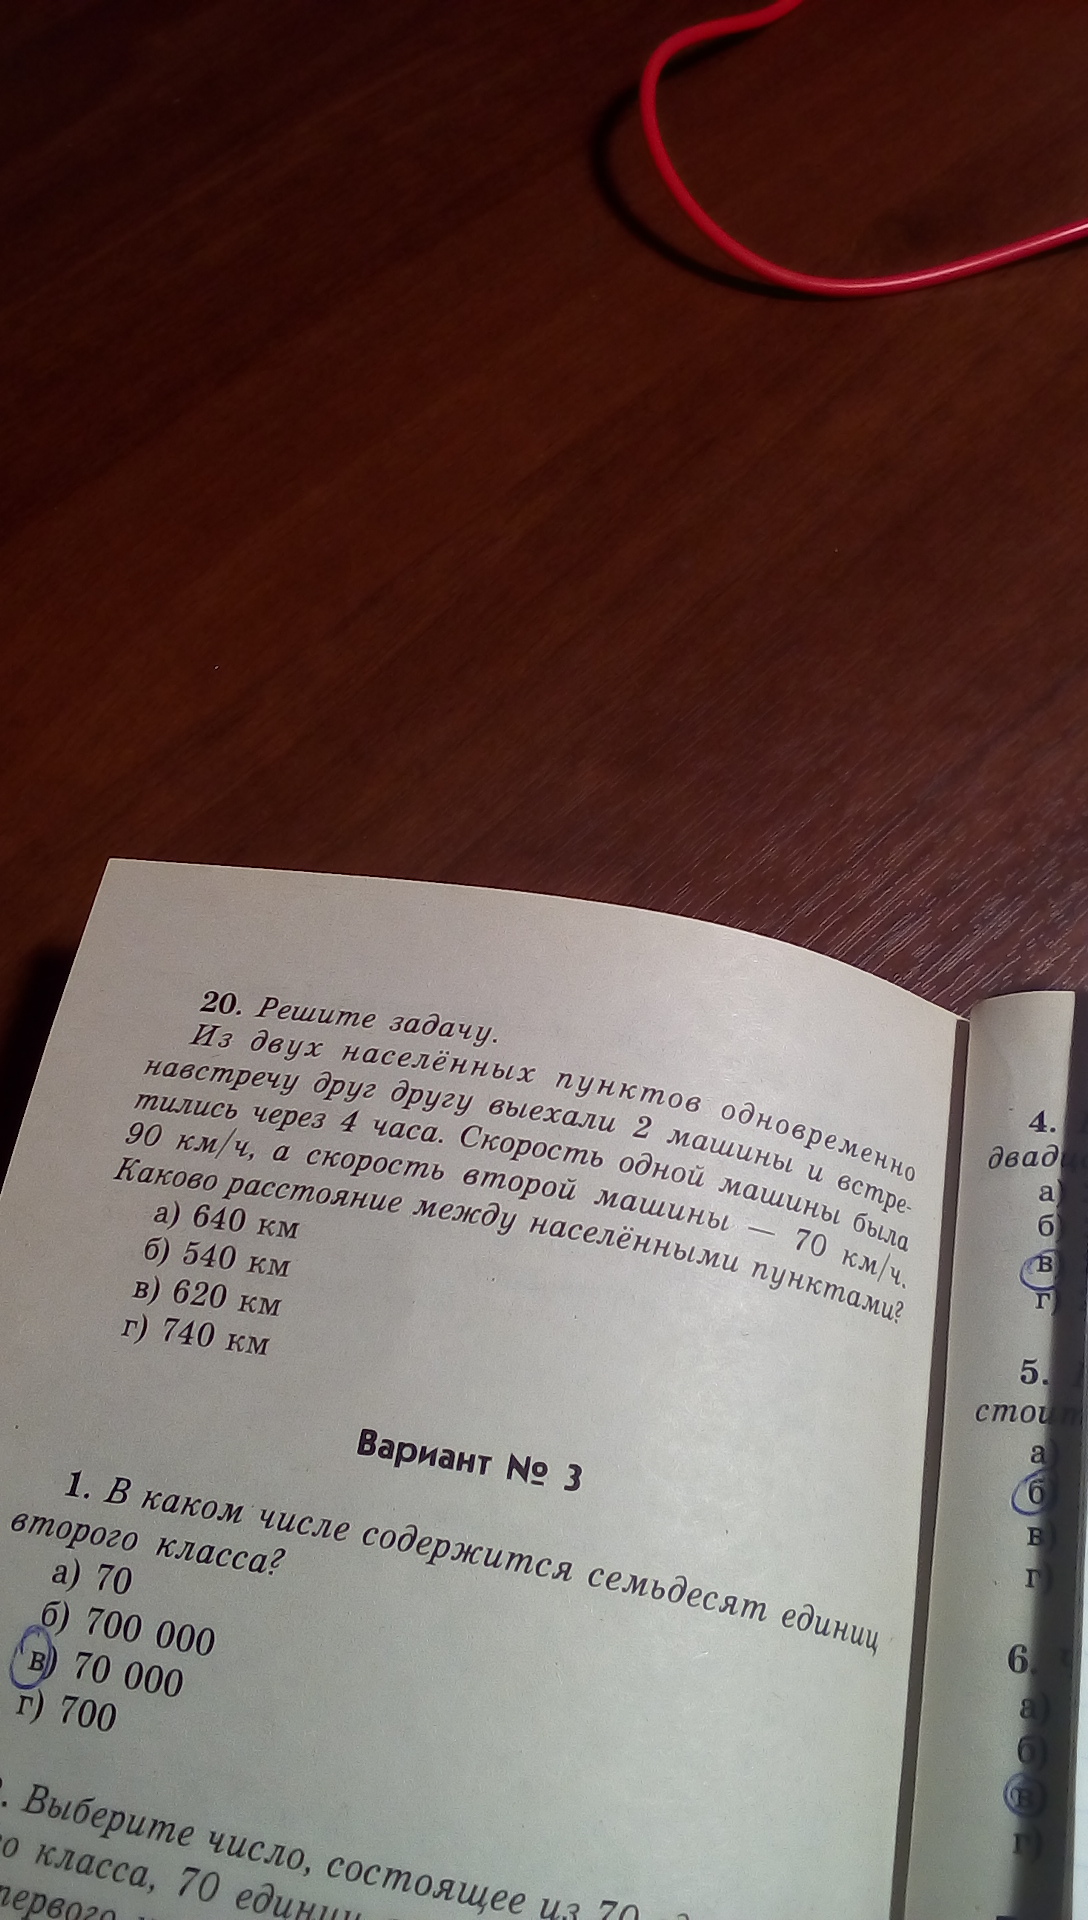 20. Решите задачу.
Из двух населённых пунктов одновременно
навстречу друг другу выехали 2 машины и встре-
тились через 4 часа. Скорость одной машины была
90 км/ч, а скорость второй машины — 70 км/ч.
Каково расстояние между населёнными пунктами?
а) 640 км
б) 540 км
в) 620 км
г) 740 км
Вариант № 3
1. В каком числе содержится семьдесят единиц
второго класса?
а) 70
б) 700 000
в) 70 000
г) 700
. Выберите число, состоящее из 70
го класса, 70 единиц
первого
4.
а)
б)
в)
г)
5.
а)
б)
в)
г)
6.
а)
б)
в)
г)